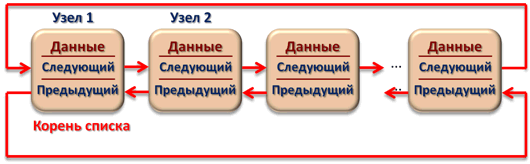 Узел 1 Узел 2
Данные Данные Данные Данные
Следующий Следующий Следующий ... Следующий
Предыдущий Предыдущий Предыдущий ... Предыдущий
Корень списка